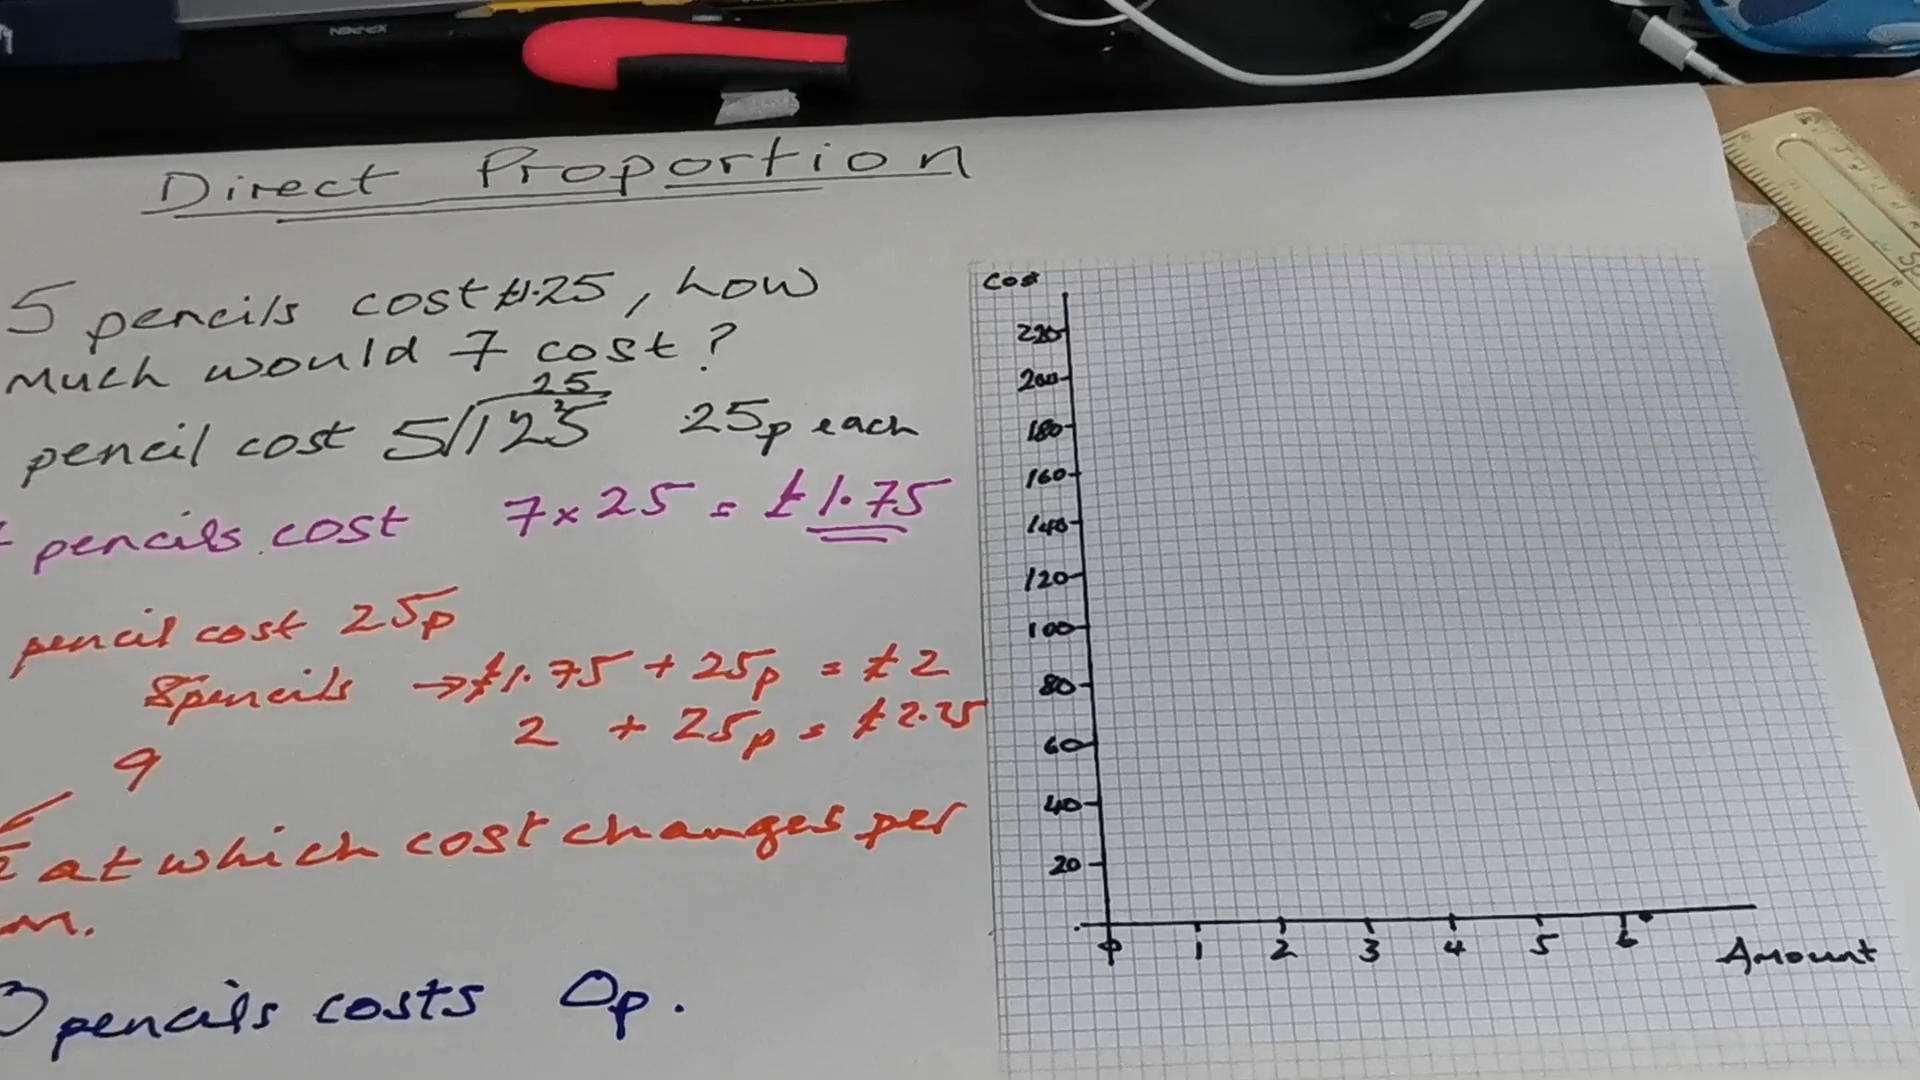 Direct Proportion
5 pencils cost £1.25, how
much would 7 cost?
25
pencil cost 5 125 25p each
pencils cost 7 x 25 = £1.75
pencil cost 25p
8 pencils → £1.75 + 25p = £2
9 2 + 25p = £2.25
at which cost changes per
pencils costs 0p.
Cost
220
200
180
160
140
120
100
80
60
40
20
0 1 2 3 4 5 6
Amount